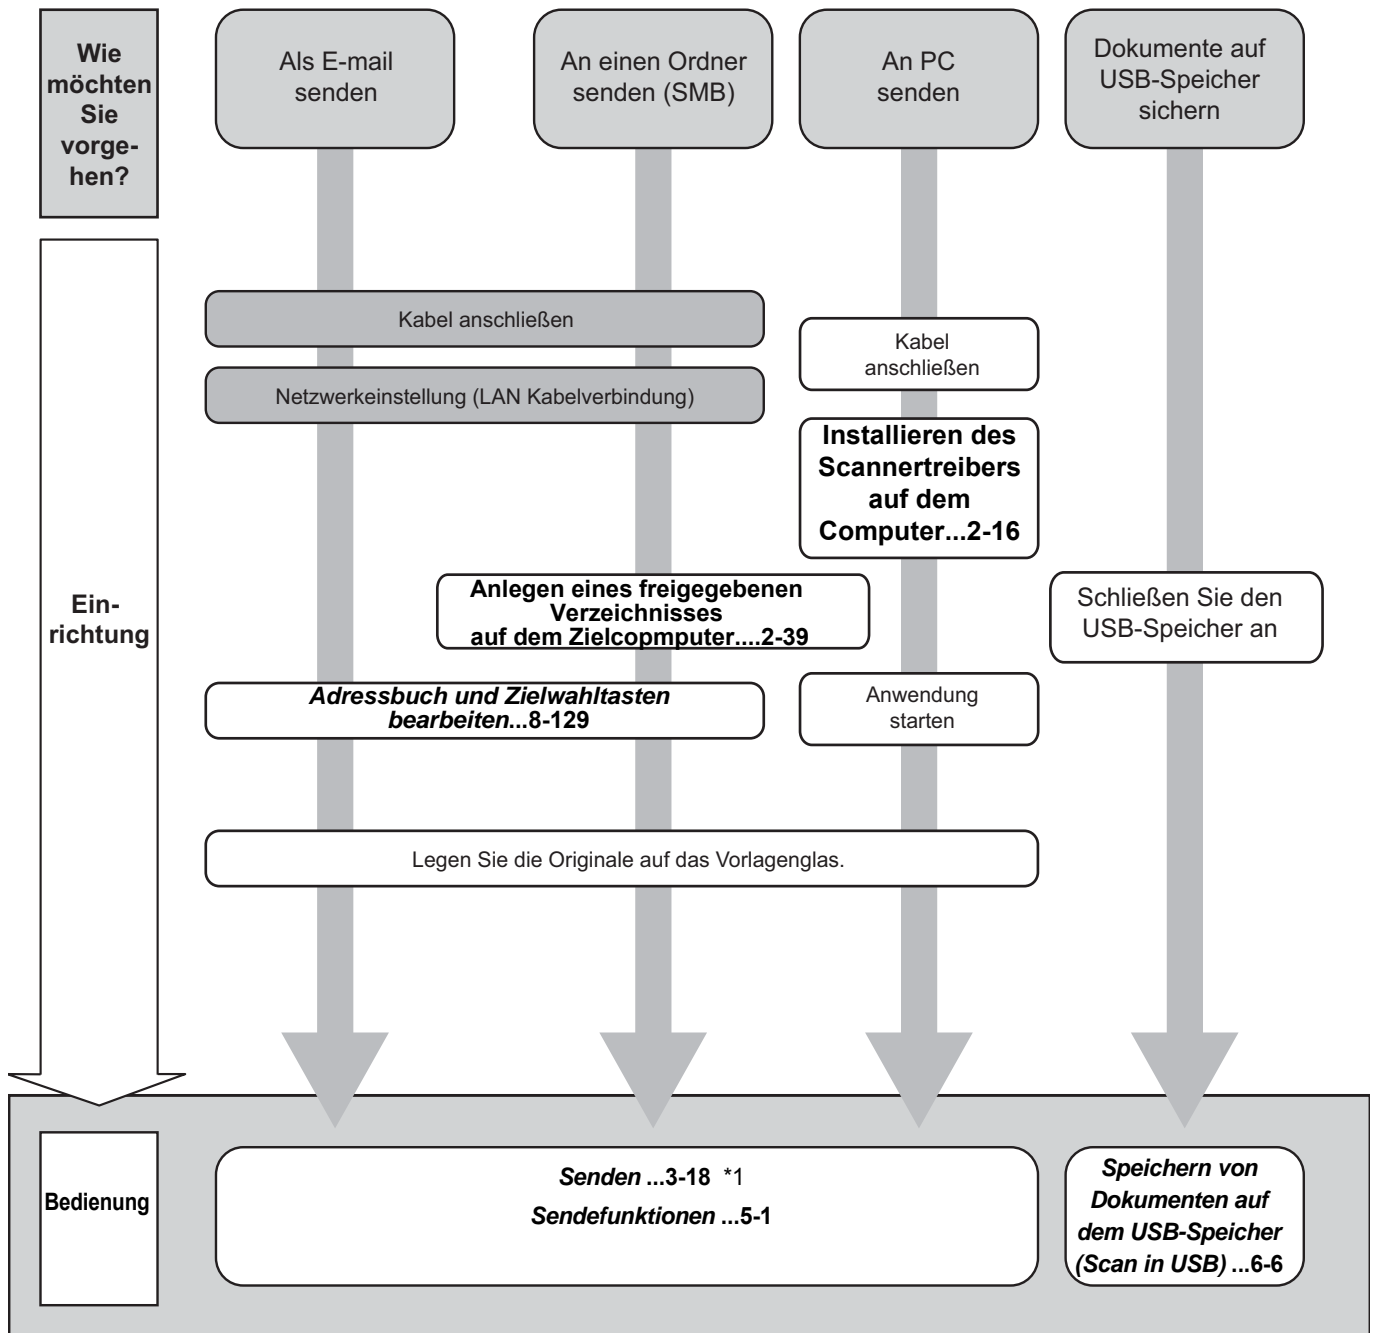 Wie
möchten
Sie
vorge-
hen?
Als E-mail
senden
An einen Ordner
senden (SMB)
An PC
senden
Dokumente auf
USB-Speicher
sichern
Ein-
richtung
Kabel anschließen
Netzwerkeinstellung (LAN Kabelverbindung)
Kabel
anschließen
Installieren des
Scannertreibers
auf dem
Computer...2-16
Anlegen eines freigegebenen
Verzeichnisses
auf dem Zielcopmputer....2-39
Schließen Sie den
USB-Speicher an
Adressbuch und Zielwahltasten
bearbeiten...8-129
Anwendung
starten
Legen Sie die Originale auf das Vorlagenglas.
Bedienung
Senden ...3-18 *1
Sendefunktionen ...5-1
Speichern von
Dokumenten auf
dem USB-Speicher
(Scan in USB) ...6-6